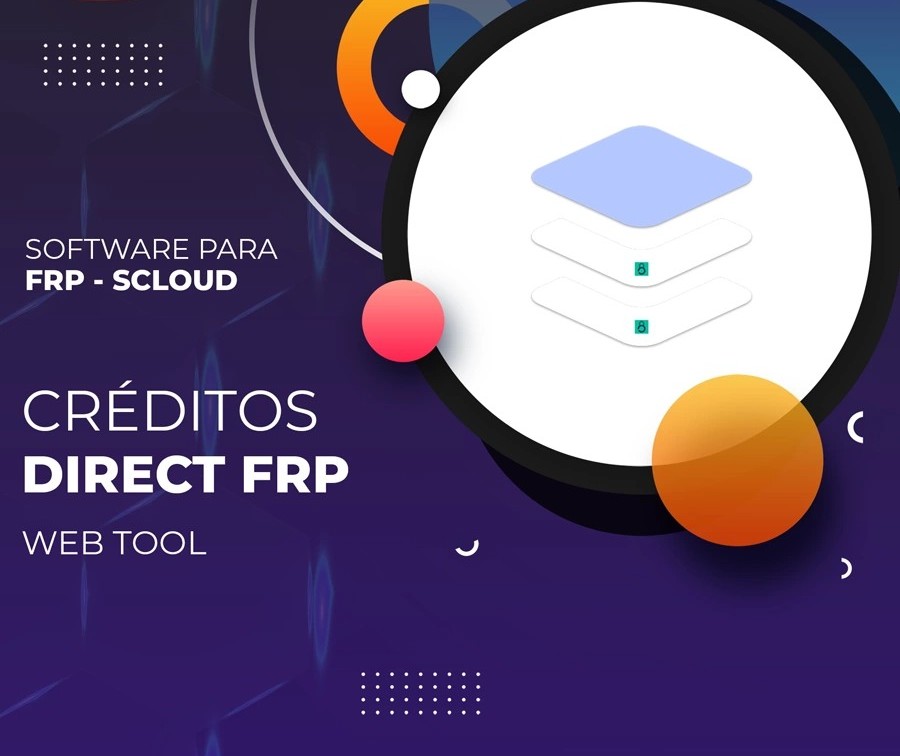 SOFTWARE PARA
FRP - SCLOUD
CRÉDITOS
DIRECT FRP
WEB TOOL